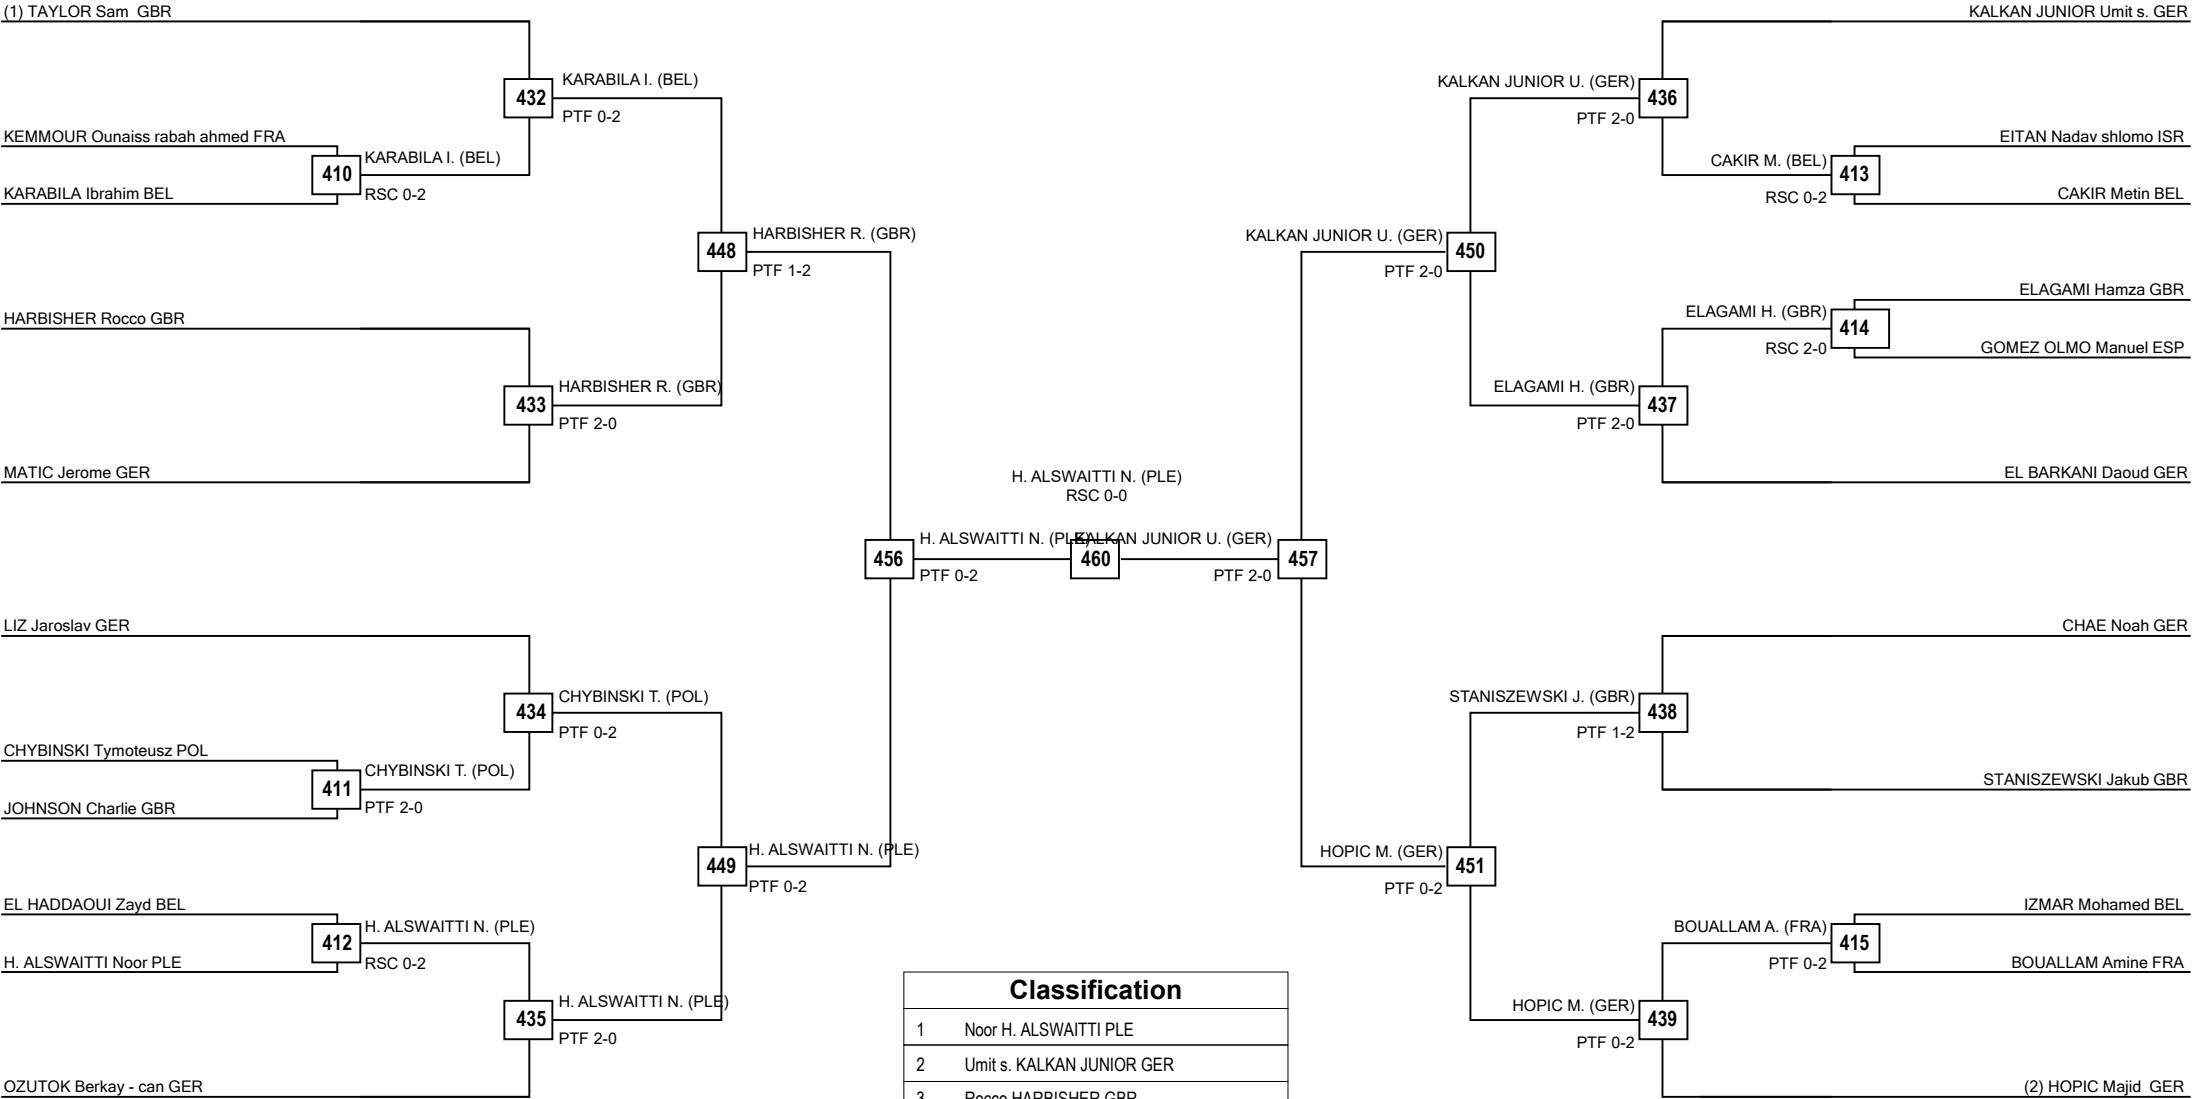 (1) TAYLOR Sam  GBR
KARABILA I. (BEL)
432
PTF 0-2
KEMMOUR Ounaiss rabah ahmed FRA
KARABILA I. (BEL)
410
KARABILA Ibrahim BEL
RSC 0-2
HARBISHER R. (GBR)
448
PTF 1-2
HARBISHER Rocco GBR
HARBISHER R. (GBR)
433
PTF 2-0
MATIC Jerome GER
H. ALSWAITTI N. (PLE)
RSC 0-0
H. ALSWAITTI N. (PLE)
KALKAN JUNIOR U. (GER)
456
460
457
PTF 0-2
PTF 2-0
LIZ Jaroslav GER
CHYBINSKI T. (POL)
434
PTF 0-2
CHYBINSKI Tymoteusz POL
CHYBINSKI T. (POL)
411
JOHNSON Charlie GBR
PTF 2-0
H. ALSWAITTI N. (PLE)
449
PTF 0-2
EL HADDAOUI Zayd BEL
H. ALSWAITTI N. (PLE)
412
H. ALSWAITTI Noor PLE
RSC 0-2
H. ALSWAITTI N. (PLE)
435
PTF 2-0
OZUTOK Berkay - can GER
KALKAN JUNIOR Umit s. GER
KALKAN JUNIOR U. (GER)
436
PTF 2-0
EITAN Nadav shlomo ISR
CAKIR M. (BEL)
413
RSC 0-2
CAKIR Metin BEL
KALKAN JUNIOR U. (GER)
450
PTF 2-0
ELAGAMI Hamza GBR
ELAGAMI H. (GBR)
414
RSC 2-0
GOMEZ OLMO Manuel ESP
ELAGAMI H. (GBR)
437
PTF 2-0
EL BARKANI Daoud GER
CHAE Noah GER
STANISZEWSKI J. (GBR)
438
PTF 1-2
STANISZEWSKI Jakub GBR
HOPIC M. (GER)
451
PTF 0-2
IZMAR Mohamed BEL
BOUALLAM A. (FRA)
415
PTF 0-2
BOUALLAM Amine FRA
HOPIC M. (GER)
439
PTF 0-2
(2) HOPIC Majid  GER
Classification
1 Noor H. ALSWAITTI PLE
2 Umit s. KALKAN JUNIOR GER
3 Rocco HARBISHER GBR